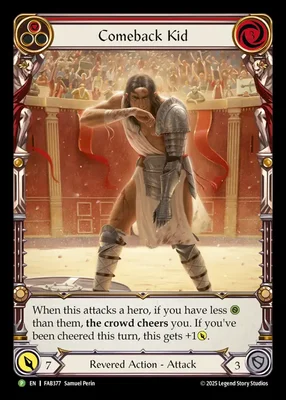 Comeback Kid
When this attacks a hero, if you have less
than them, the crowd cheers you. If you've
been cheered this turn, this gets +1
7
Revered Action - Attack
3
P EN | FAB377 Samuel Perin
© 2025 Legend Story Studios